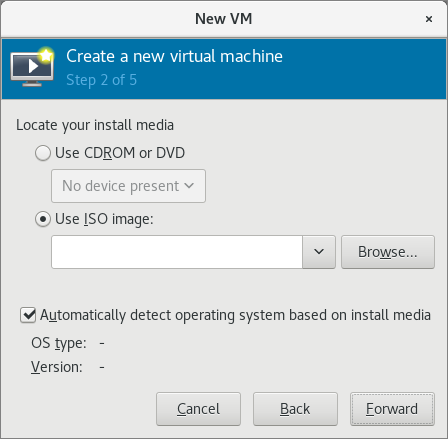 New VM ×
Create a new virtual machine
Step 2 of 5
Locate your install media
Use CDROM or DVD
No device present
Use ISO image:
Browse...
Automatically detect operating system based on install media
OS type: -
Version: -
Cancel Back Forward